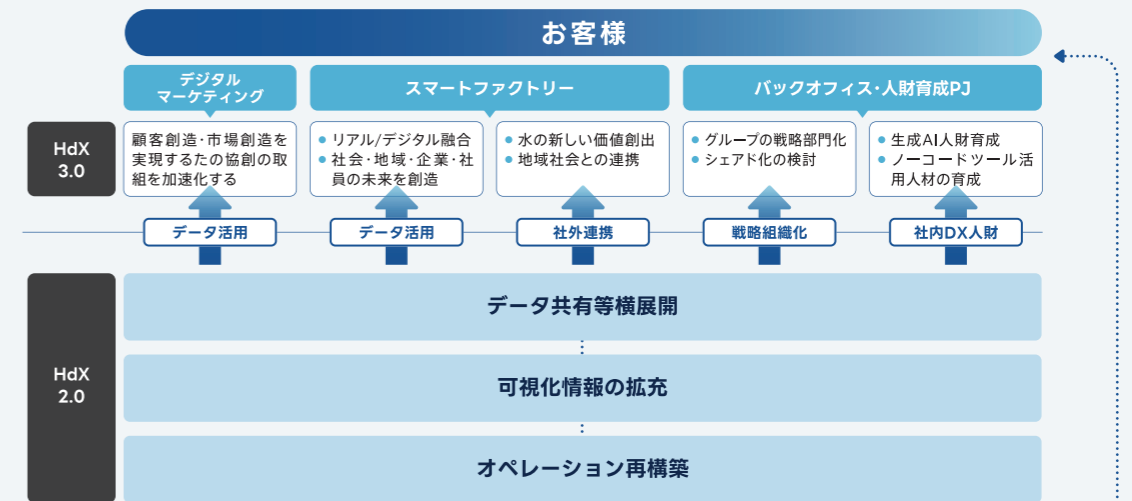 お客様
デジタル
マーケティング
スマートファクトリー
バックオフィス・人財育成PJ
HdX
3.0
顧客創造・市場創造を
実現するたの協創の取
組を加速化する
● リアル/デジタル融合
● 社会・地域・企業・社
員の未来を創造
● 水の新しい価値創出
● 地域社会との連携
● グループの戦略部門化
● シェアド化の検討
● 生成AI人財育成
● ノーコードツール活
用人材の育成
データ活用
データ活用
社外連携
戦略組織化
社内DX人財
HdX
2.0
データ共有等横展開
可視化情報の拡充
オペレーション再構築